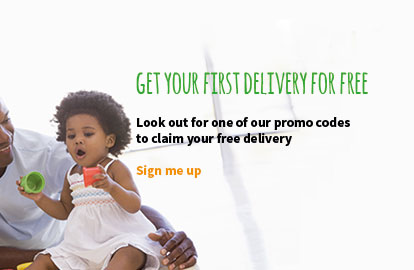 GET YOUR FIRST DELIVERY FOR FREE
Look out for one of our promo codes
to claim your free delivery
Sign me up